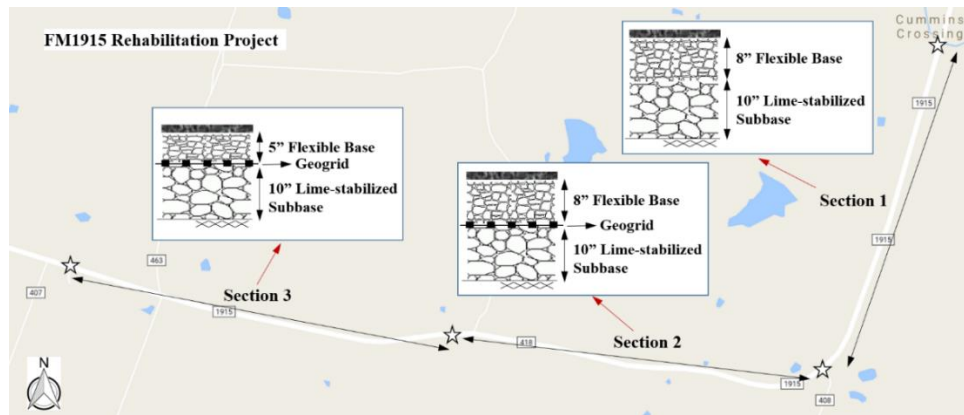 FM1915 Rehabilitation Project
Cummins
Crossing
8” Flexible Base
10” Lime-stabilized
Subbase
Section 1
1915
5” Flexible Base
Geogrid
10” Lime-stabilized
Subbase
Section 3
8” Flexible Base
Geogrid
10” Lime-stabilized
Subbase
Section 2
1915
463
407
1915
418
1915
408
N